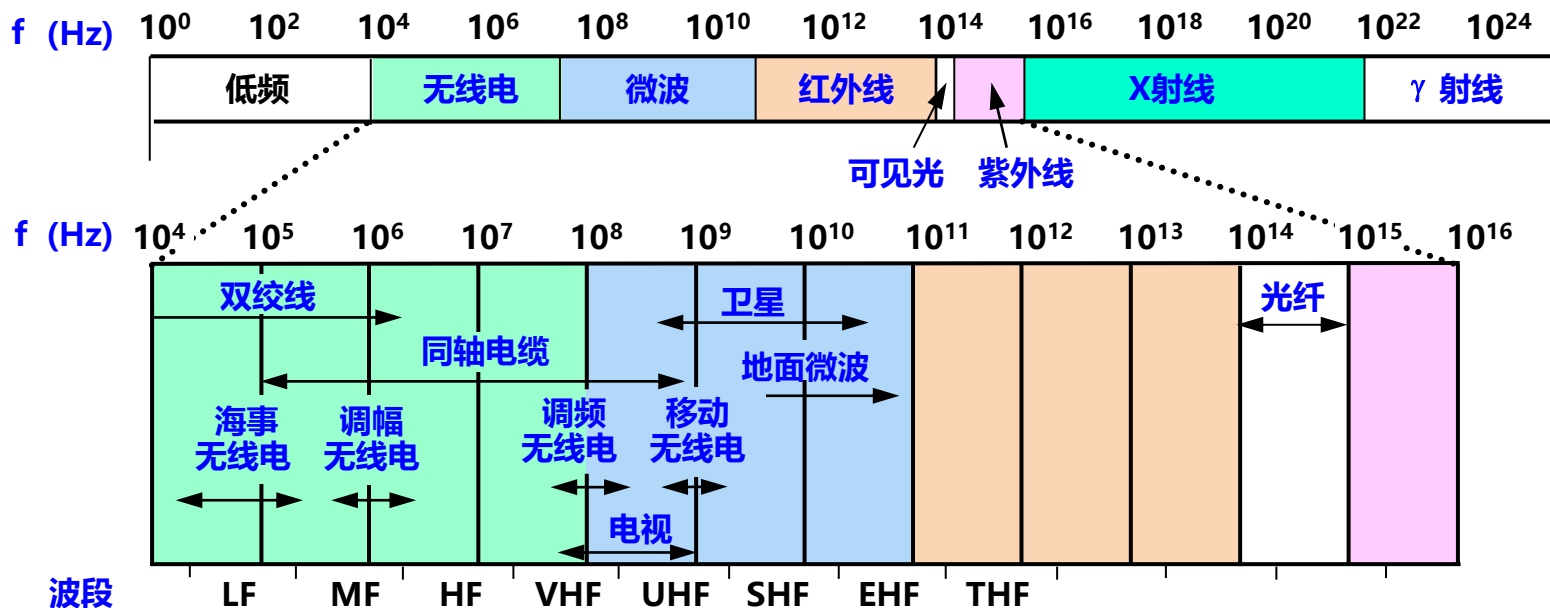 f (Hz) 10⁰ 10² 10⁴ 10⁶ 10⁸ 10¹⁰ 10¹² 10¹⁴ 10¹⁶ 10¹⁸ 10²⁰ 10²² 10²⁴
低频 无线电 微波 红外线 X射线 γ 射线
可见光 紫外线
f (Hz) 10⁴ 10⁵ 10⁶ 10⁷ 10⁸ 10⁹ 10¹⁰ 10¹¹ 10¹² 10¹³ 10¹⁴ 10¹⁵ 10¹⁶
双绞线 卫星 光纤
同轴电缆 地面微波
海事 调幅 调频 移动
无线电 无线电 无线电 无线电
电视
波段 LF MF HF VHF UHF SHF EHF THF